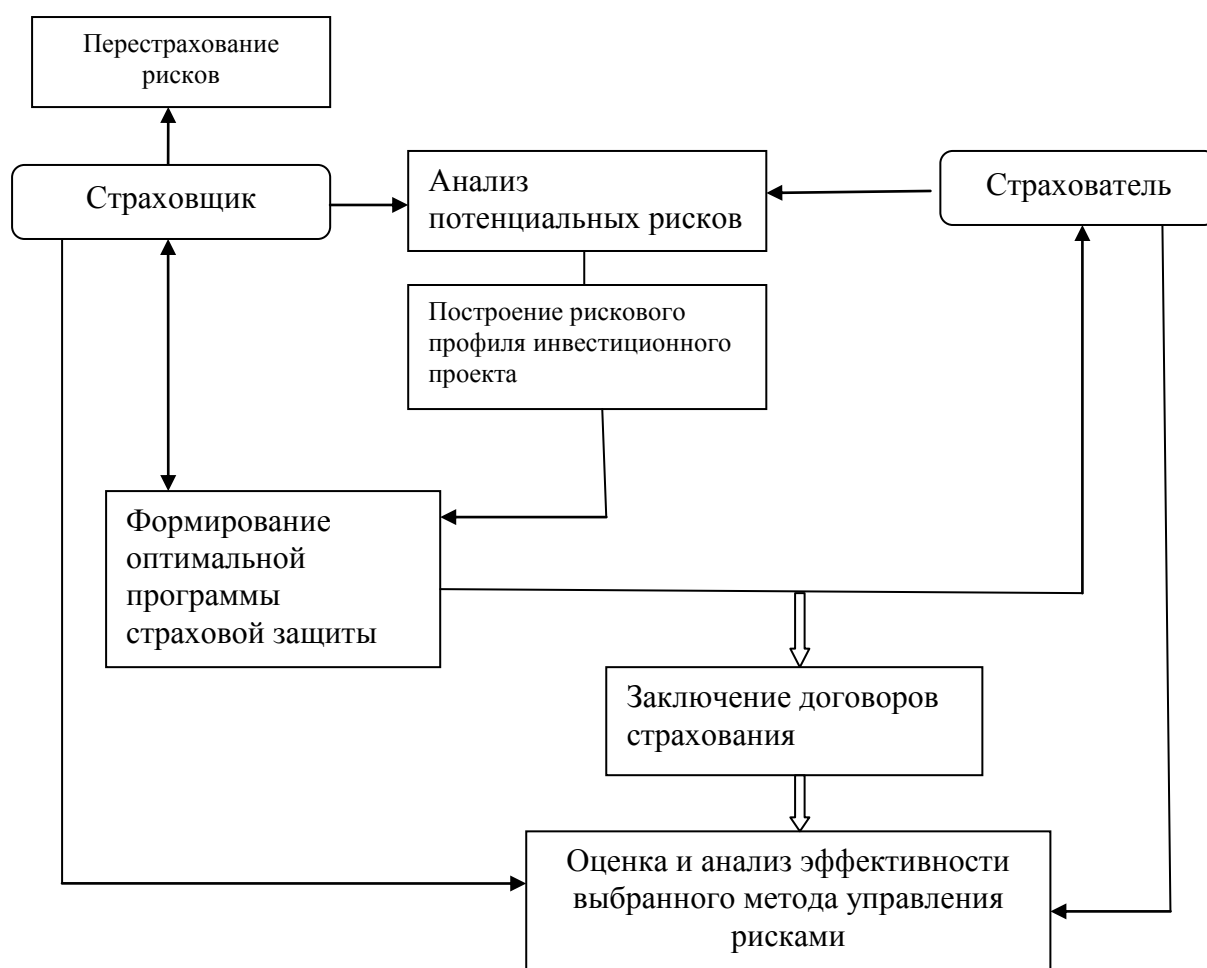 Перестрахование
рисков
Страховщик
Анализ
потенциальных рисков
Страхователь
Построение рискового
профиля инвестиционного
проекта
Формирование
оптимальной
программы
страховой защиты
Заключение договоров
страхования
Оценка и анализ эффективности
выбранного метода управления
рисками